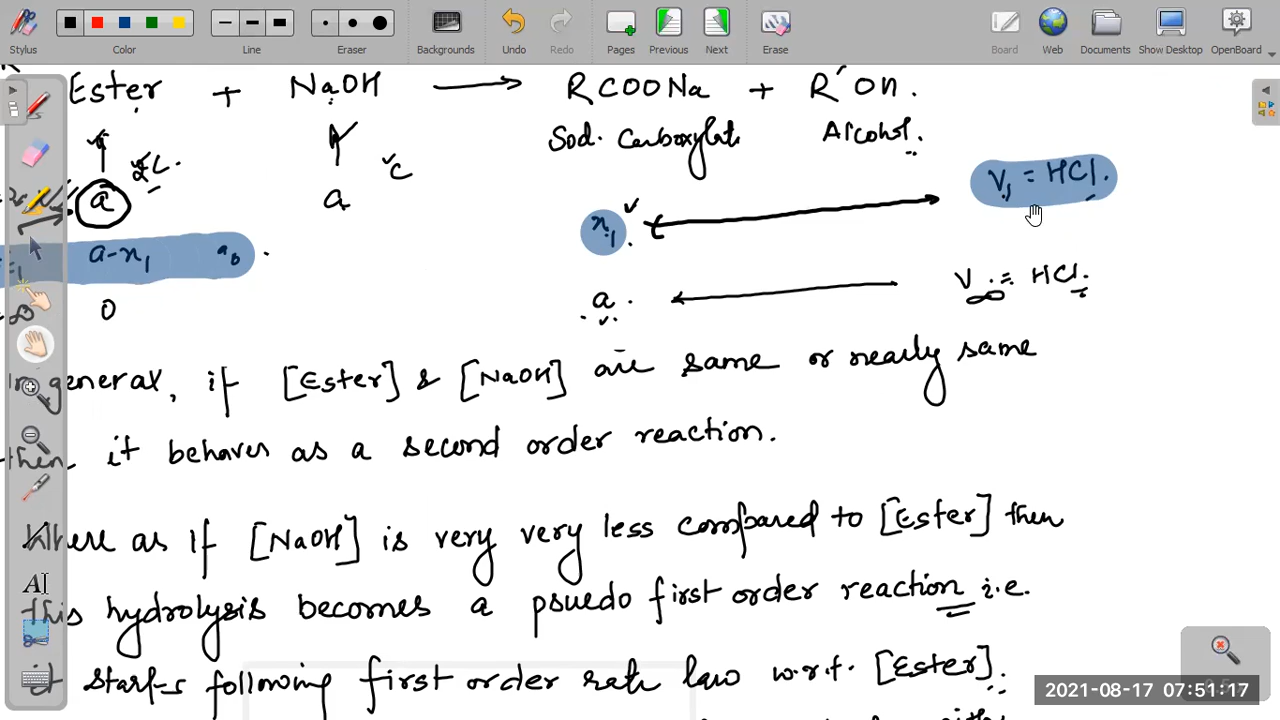 Stylus Color Line Eraser Backgrounds Undo Redo Pages Previous Next Erase Board Web Documents Show Desktop OpenBoard
Ester + NaOH → RCOONa + R'OH.
Sod. Carboxylate Alcohol.
a a
x1 V1 = HCl.
a-x1
0 a V∞ = HCl.
general, if [Ester] & [NaOH] are same or nearly same
then it behaves as a second order reaction.
Where as if [NaOH] is very very less compared to [Ester] then
this hydrolysis becomes a psuedo first order reaction i.e.
it starts following first order rate law w.r.t. [Ester].
2021-08-17 07:51:17